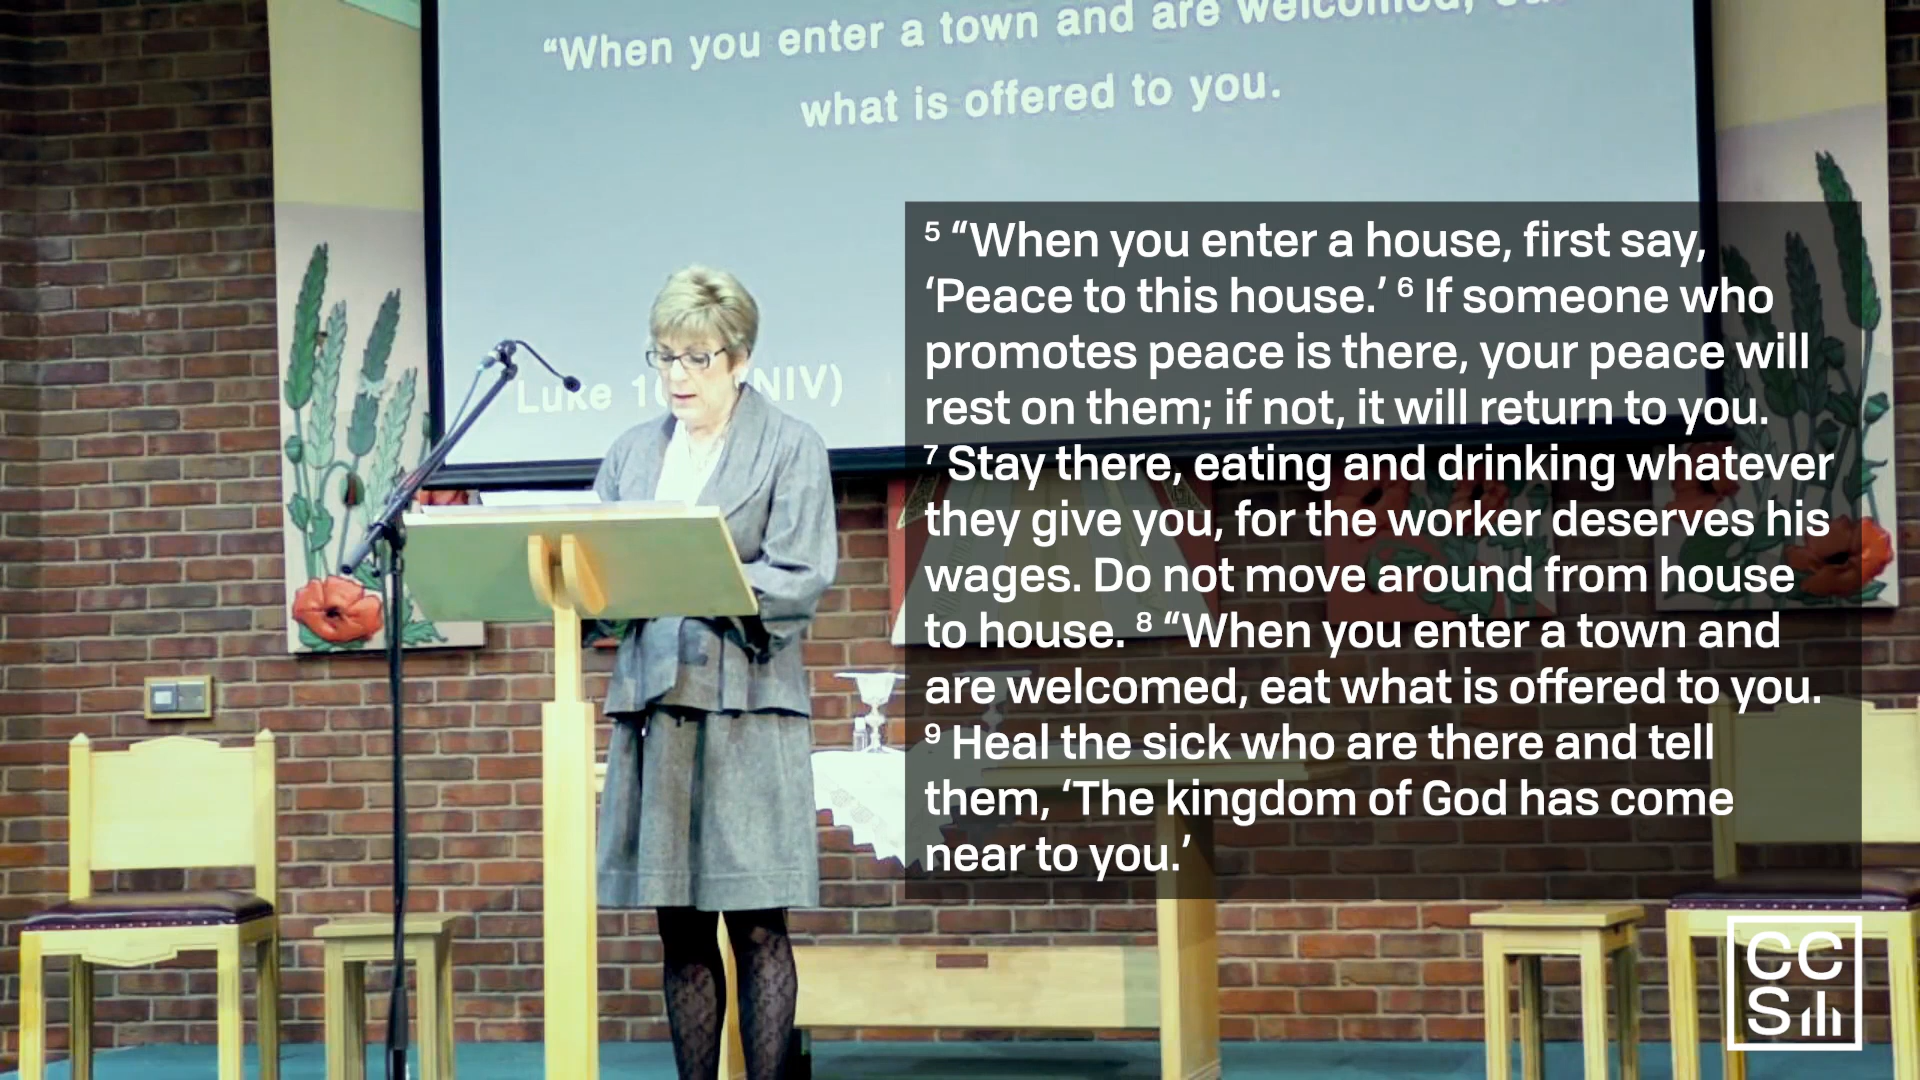 “When you enter a town and are welcomed,
what is offered to you.
Luke 10 NIV)
⁵ “When you enter a house, first say,
‘Peace to this house.’ ⁶ If someone who
promotes peace is there, your peace will
rest on them; if not, it will return to you.
⁷ Stay there, eating and drinking whatever
they give you, for the worker deserves his
wages. Do not move around from house
to house. ⁸ “When you enter a town and
are welcomed, eat what is offered to you.
⁹ Heal the sick who are there and tell
them, ‘The kingdom of God has come
near to you.’
CC
S